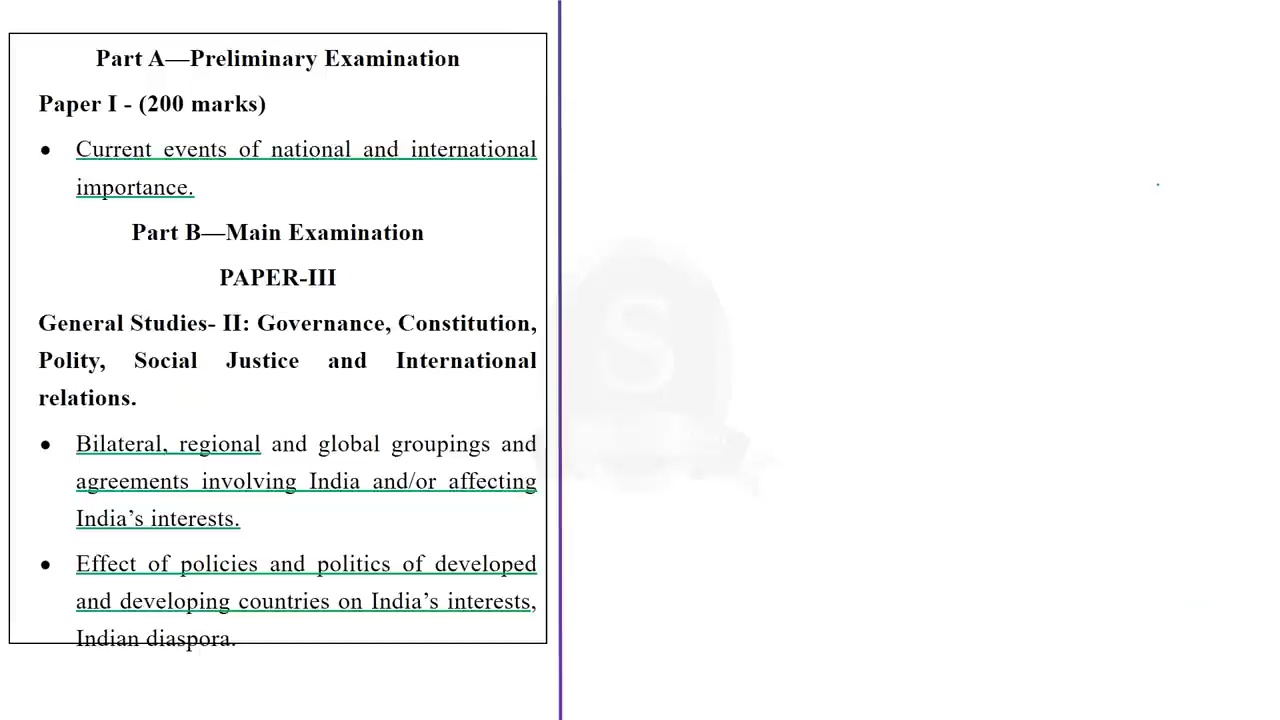 Part A—Preliminary Examination
Paper I - (200 marks)
● Current events of national and international
importance.
Part B—Main Examination
PAPER-III
General Studies- II: Governance, Constitution,
Polity, Social Justice and International
relations.
● Bilateral, regional and global groupings and
agreements involving India and/or affecting
India’s interests.
● Effect of policies and politics of developed
and developing countries on India’s interests,
Indian diaspora.
S